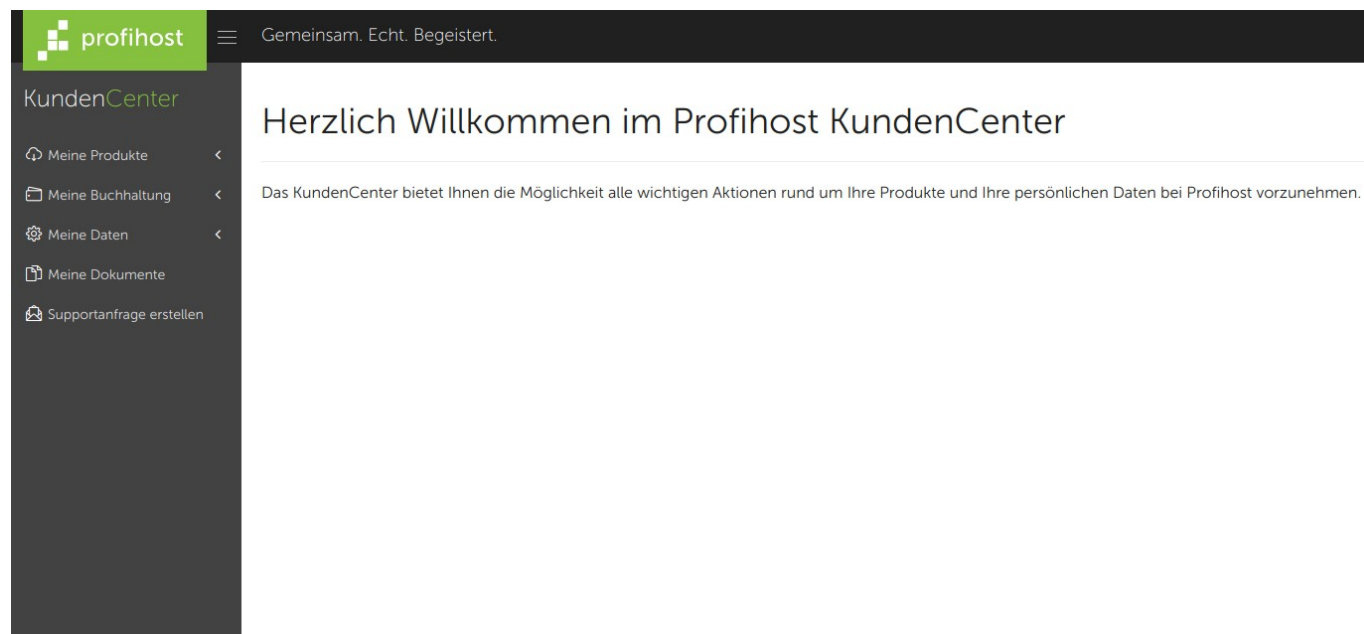 profihost
Gemeinsam. Echt. Begeistert.
KundenCenter
Meine Produkte
Meine Buchhaltung
Meine Daten
Meine Dokumente
Supportanfrage erstellen
Herzlich Willkommen im Profihost KundenCenter
Das KundenCenter bietet Ihnen die Möglichkeit alle wichtigen Aktionen rund um Ihre Produkte und Ihre persönlichen Daten bei Profihost vorzunehmen.